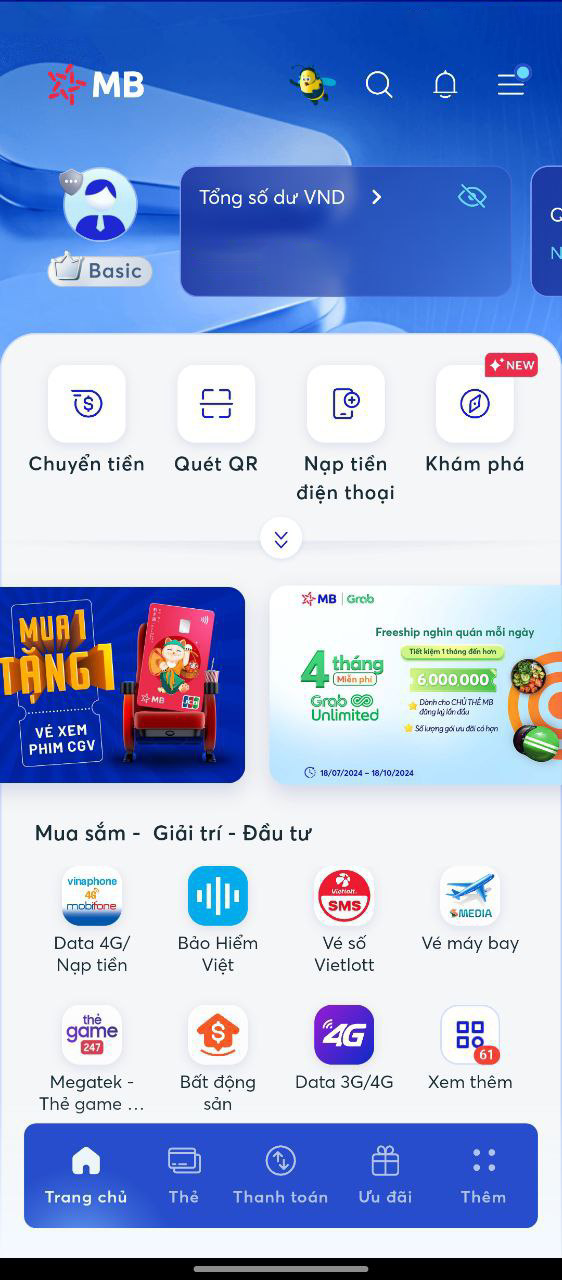 MB
Tổng số dư VND
Basic
NEW
Chuyển tiền
Quét QR
Nạp tiền
điện thoại
Khám phá
MUA 1
TẶNG 1
VÉ XEM
PHIM CGV
MB
JCB
MB | Grab
Freeship nghìn quán mỗi ngày
Tiết kiệm 1 tháng đến hơn
6,000,000
4 tháng
Miễn phí
Grab
Unlimited
Dành cho CHỦ THẺ MB
đăng ký lần đầu
Số lượng gói ưu đãi có hạn
18/07/2024 – 18/10/2024
Mua sắm - Giải trí - Đầu tư
vinaphone
4G
mobifone
Data 4G/
Nạp tiền
Bảo Hiểm
Việt
Vietlott
SMS
Vé số
Vietlott
MEDIA
Vé máy bay
thẻ
game
247
Megatek -
Thẻ game ...
Bất động
sản
4G
Data 3G/4G
61
Xem thêm
Trang chủ
Thẻ
Thanh toán
Ưu đãi
Thêm